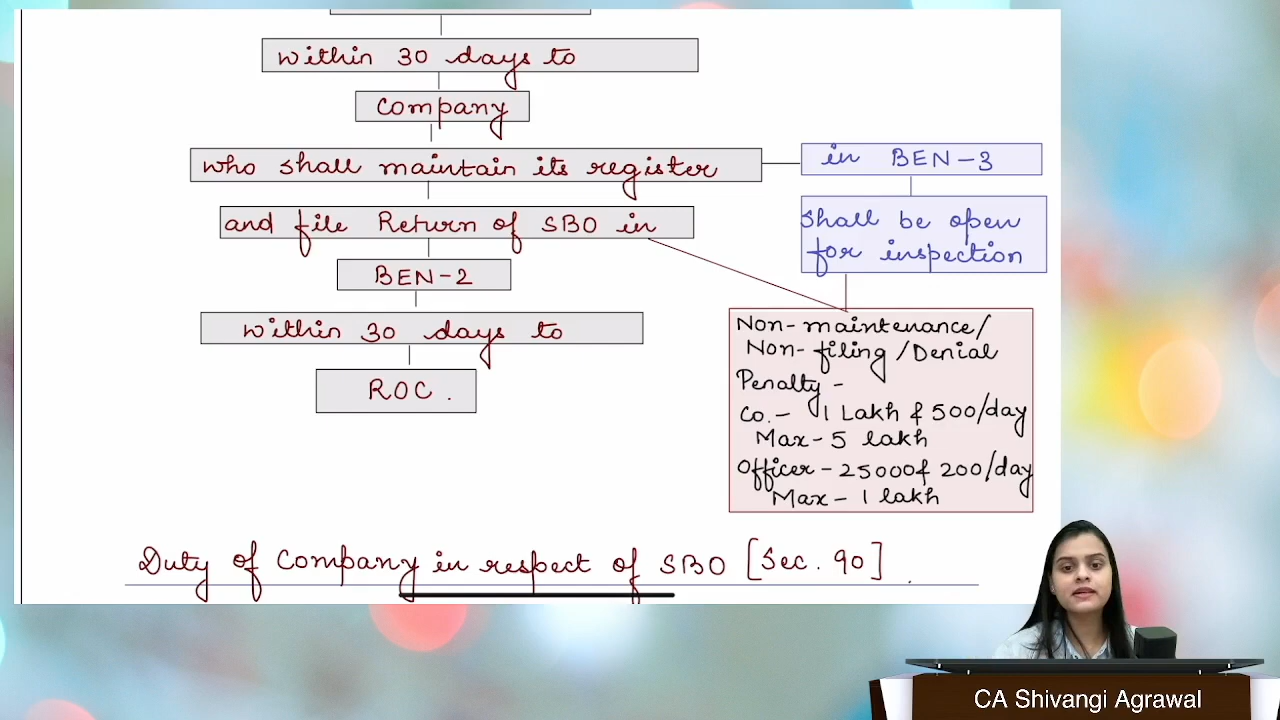 within 30 days to
Company
who shall maintain its register
in BEN-3
shall be open
for inspection
and file Return of SBO in
BEN-2
within 30 days to
ROC.
Non-maintenance/
Non-filing/Denial
Penalty -
Co. - 1 Lakh & 500/day
Max - 5 lakh
Officer - 25000 & 200/day
Max - 1 lakh
Duty of Company in respect of SBO [Sec. 90]
CA Shivangi Agrawal